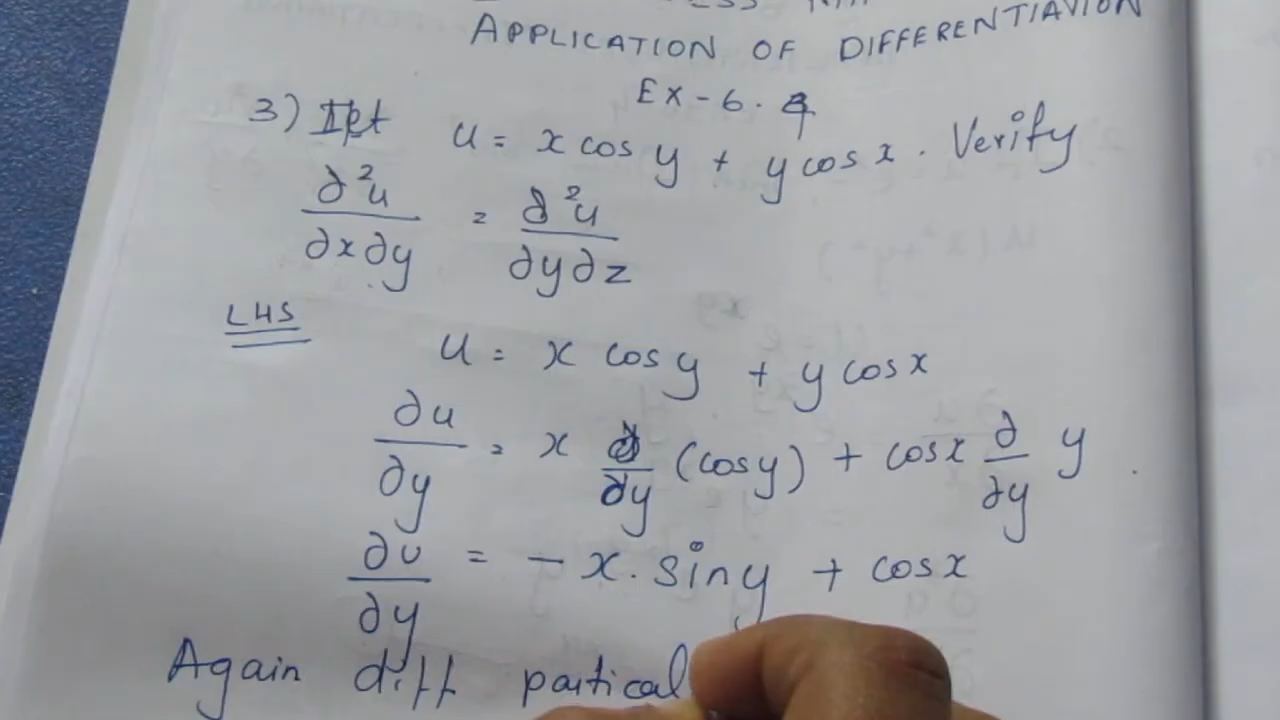 APPLICATION OF DIFFERENTIATION
EX-6.4
3) If u = x cos y + y cos x. Verify
∂²u/∂x∂y = ∂²u/∂y∂z
LHS
u = x cos y + y cos x
∂u/∂y = x ∂/∂y (cos y) + cos x ∂/∂y y
∂u/∂y = - x. sin y + cos x
Again diff partical